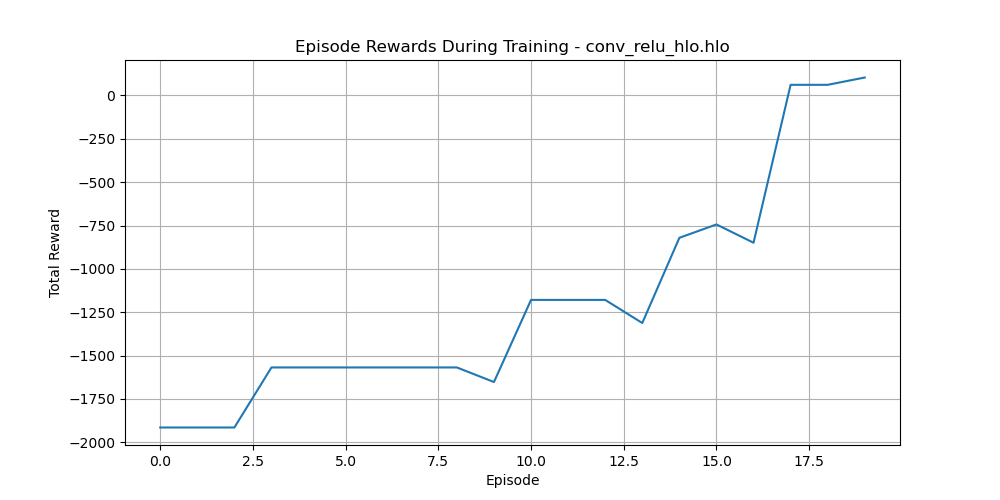 Episode Rewards During Training - conv_relu_hlo.hlo
Total Reward
0
−250
−500
−750
−1000
−1250
−1500
−1750
−2000
0.0 2.5 5.0 7.5 10.0 12.5 15.0 17.5
Episode